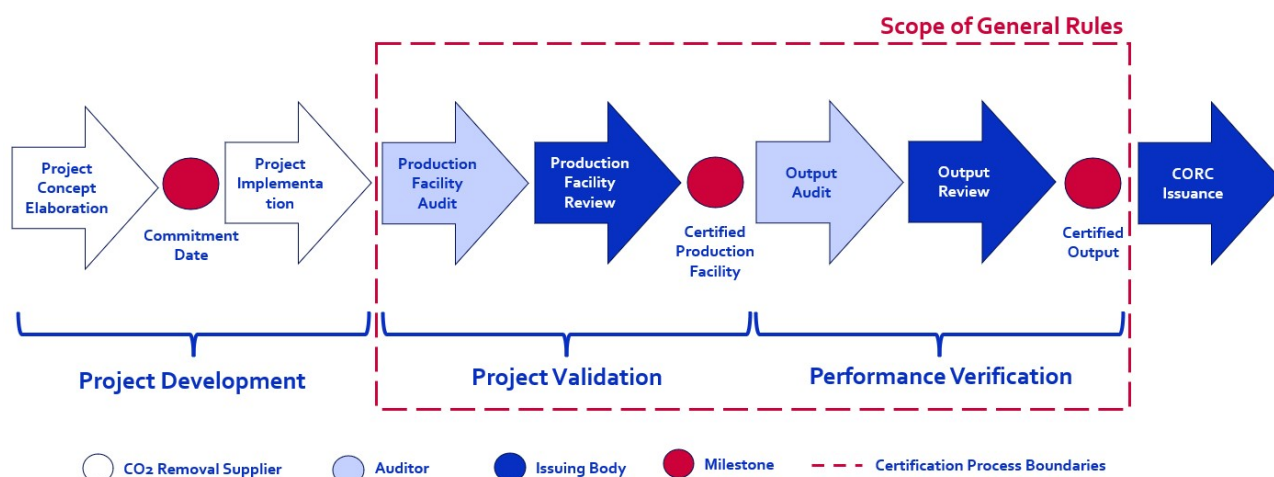 Scope of General Rules
Project
Concept
Elaboration
Commitment
Date
Project
Implementa
tion
Production
Facility
Audit
Production
Facility
Review
Certified
Production
Facility
Output
Audit
Output
Review
Certified
Output
CORC
Issuance
Project Development
Project Validation
Performance Verification
CO2 Removal Supplier
Auditor
Issuing Body
Milestone
Certification Process Boundaries